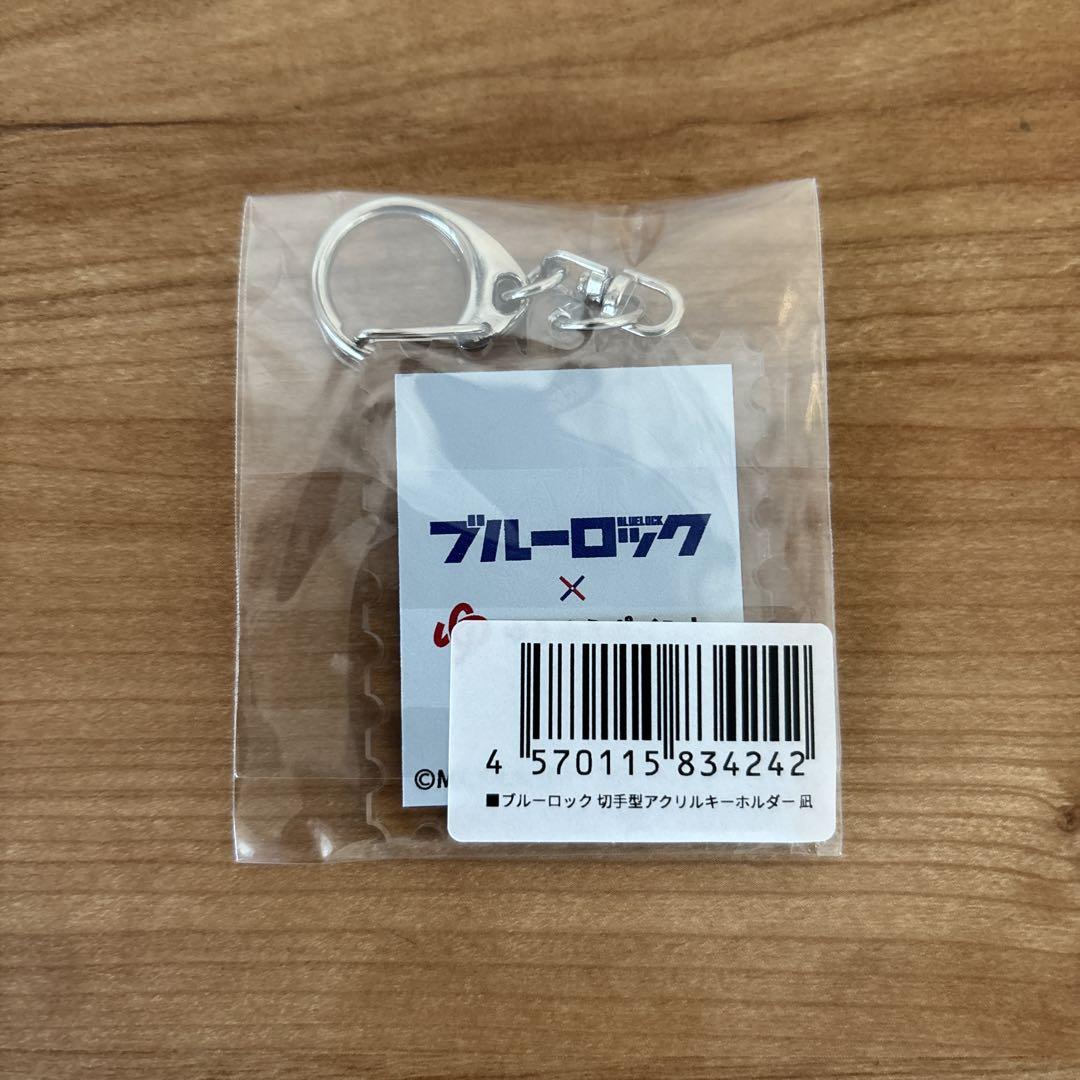 ブルーロック
BLUELOCK
×
©M
4 570115 834242
■ブルーロック 切手型アクリルキーホルダー 凪